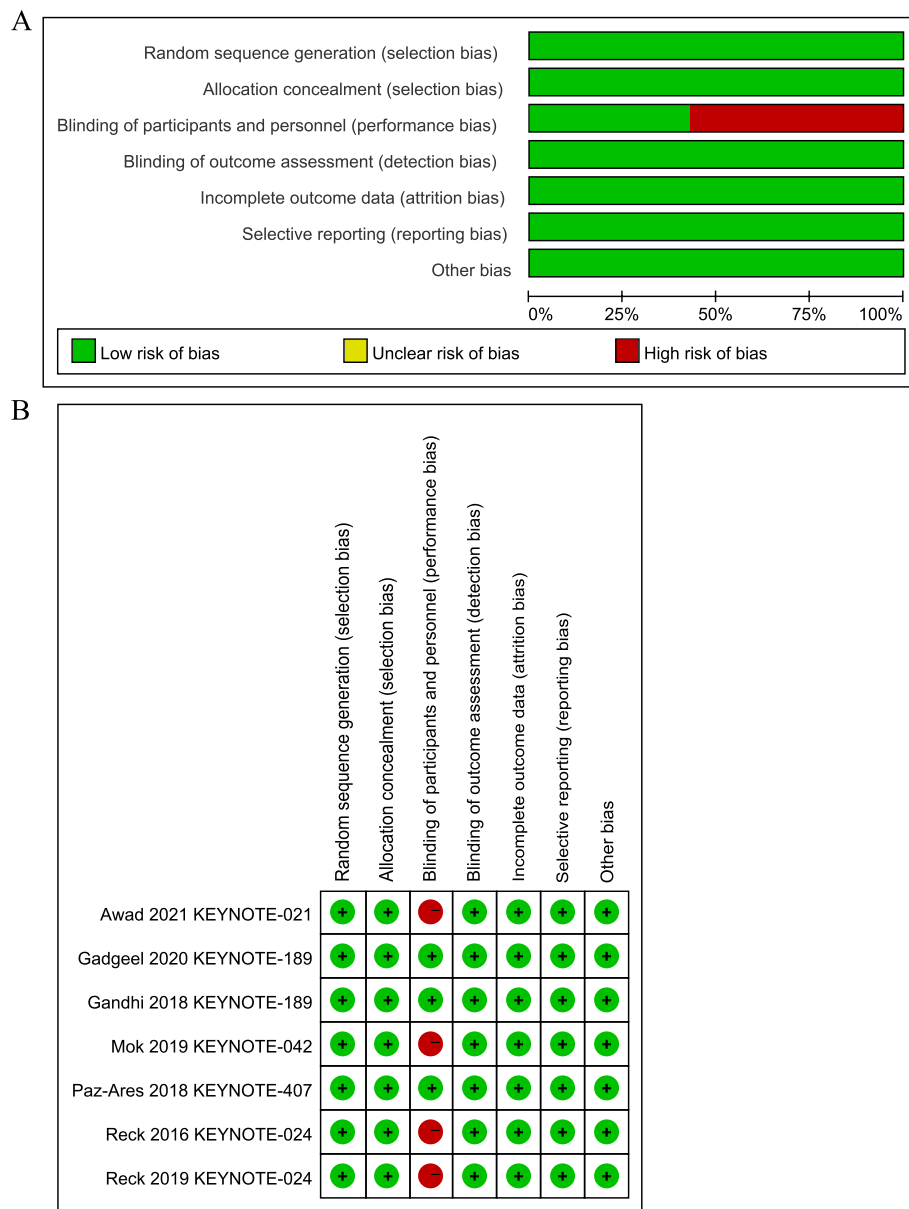 A
Random sequence generation (selection bias)
Allocation concealment (selection bias)
Blinding of participants and personnel (performance bias)
Blinding of outcome assessment (detection bias)
Incomplete outcome data (attrition bias)
Selective reporting (reporting bias)
Other bias
0% 25% 50% 75% 100%
Low risk of bias Unclear risk of bias High risk of bias
B
Random sequence generation (selection bias)
Allocation concealment (selection bias)
Blinding of participants and personnel (performance bias)
Blinding of outcome assessment (detection bias)
Incomplete outcome data (attrition bias)
Selective reporting (reporting bias)
Other bias
Awad 2021 KEYNOTE-021 + + – + + + +
Gadgeel 2020 KEYNOTE-189 + + + + + + +
Gandhi 2018 KEYNOTE-189 + + + + + + +
Mok 2019 KEYNOTE-042 + + – + + + +
Paz-Ares 2018 KEYNOTE-407 + + + + + + +
Reck 2016 KEYNOTE-024 + + – + + + +
Reck 2019 KEYNOTE-024 + + – + + + +